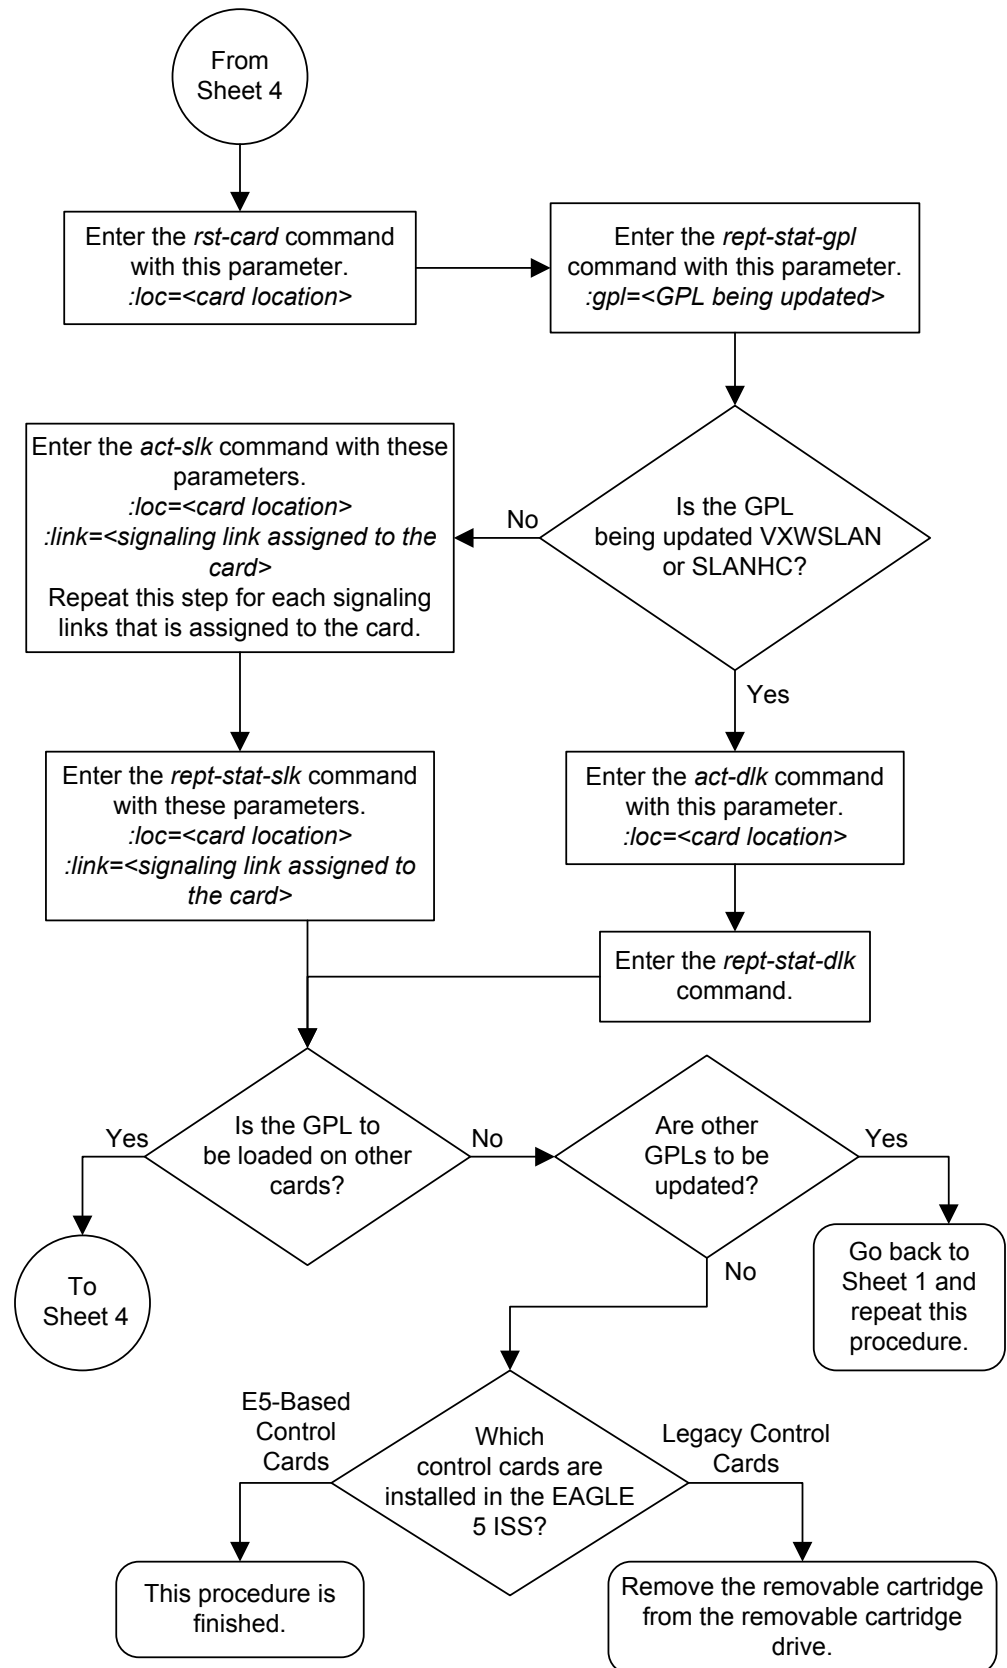 From
Sheet 4
Enter the rst-card command
with this parameter.
:loc=<card location>
Enter the rept-stat-gpl
command with this parameter.
:gpl=<GPL being updated>
Is the GPL
being updated VXWSLAN
or SLANHC?
No
Yes
Enter the act-slk command with these
parameters.
:loc=<card location>
:link=<signaling link assigned to the
card>
Repeat this step for each signaling
links that is assigned to the card.
Enter the rept-stat-slk command
with these parameters.
:loc=<card location>
:link=<signaling link assigned to
the card>
Enter the act-dlk command
with this parameter.
:loc=<card location>
Enter the rept-stat-dlk
command.
Is the GPL to
be loaded on other
cards?
Yes
No
To
Sheet 4
Are other
GPLs to be
updated?
Yes
No
Go back to
Sheet 1 and
repeat this
procedure.
Which
control cards are
installed in the EAGLE
5 ISS?
E5-Based
Control
Cards
Legacy Control
Cards
This procedure is
finished.
Remove the removable cartridge
from the removable cartridge
drive.